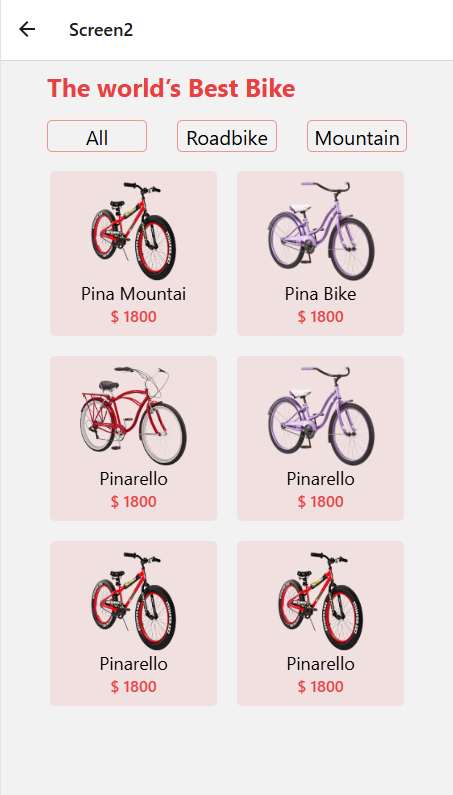 Screen2
The world’s Best Bike
All Roadbike Mountain
Pina Mountai Pina Bike
$ 1800 $ 1800
Pinarello Pinarello
$ 1800 $ 1800
Pinarello Pinarello
$ 1800 $ 1800